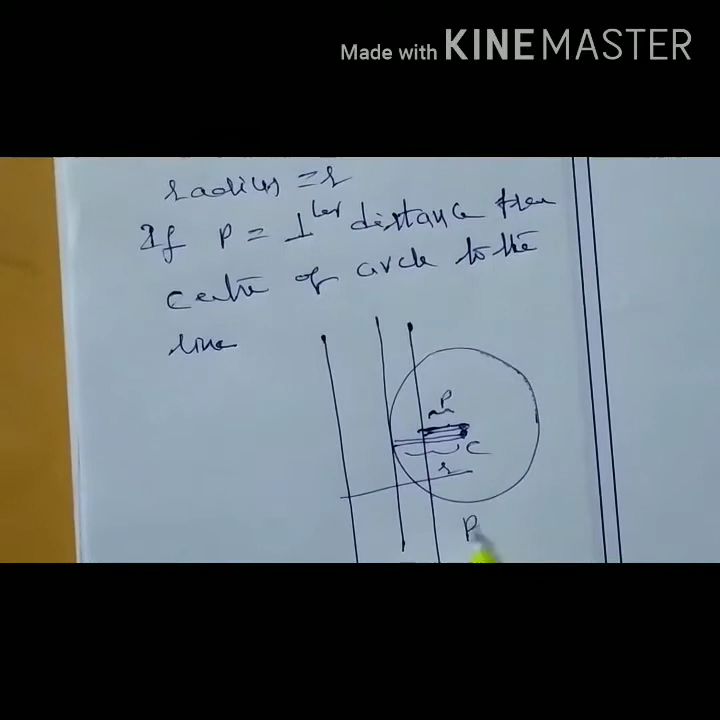 Made with KINEMASTER
radius = r
If P = ⊥ler distance from
centre of circle to the
line
P
C
r
P